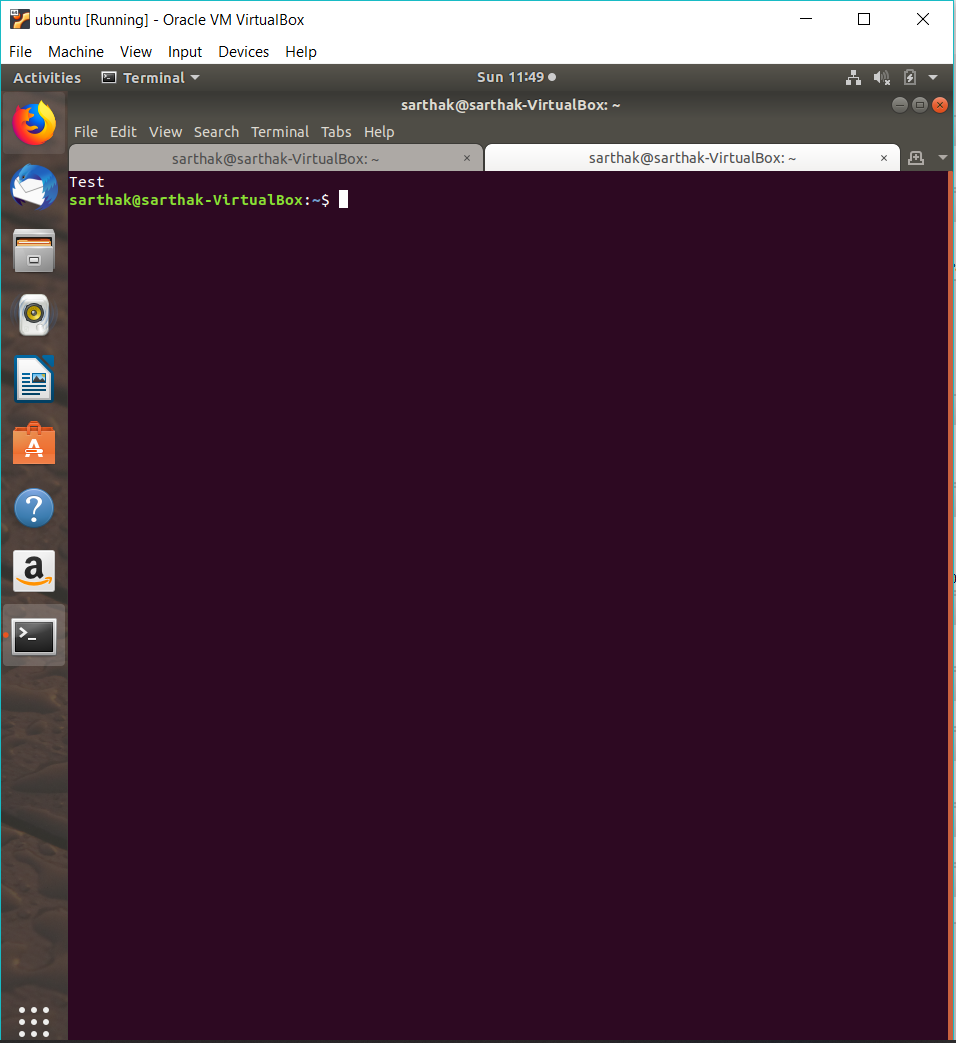 ubuntu [Running] - Oracle VM VirtualBox
File Machine View Input Devices Help
Activities Terminal Sun 11:49
sarthak@sarthak-VirtualBox: ~
File Edit View Search Terminal Tabs Help
sarthak@sarthak-VirtualBox: ~ × sarthak@sarthak-VirtualBox: ~ ×
Test
sarthak@sarthak-VirtualBox:~$